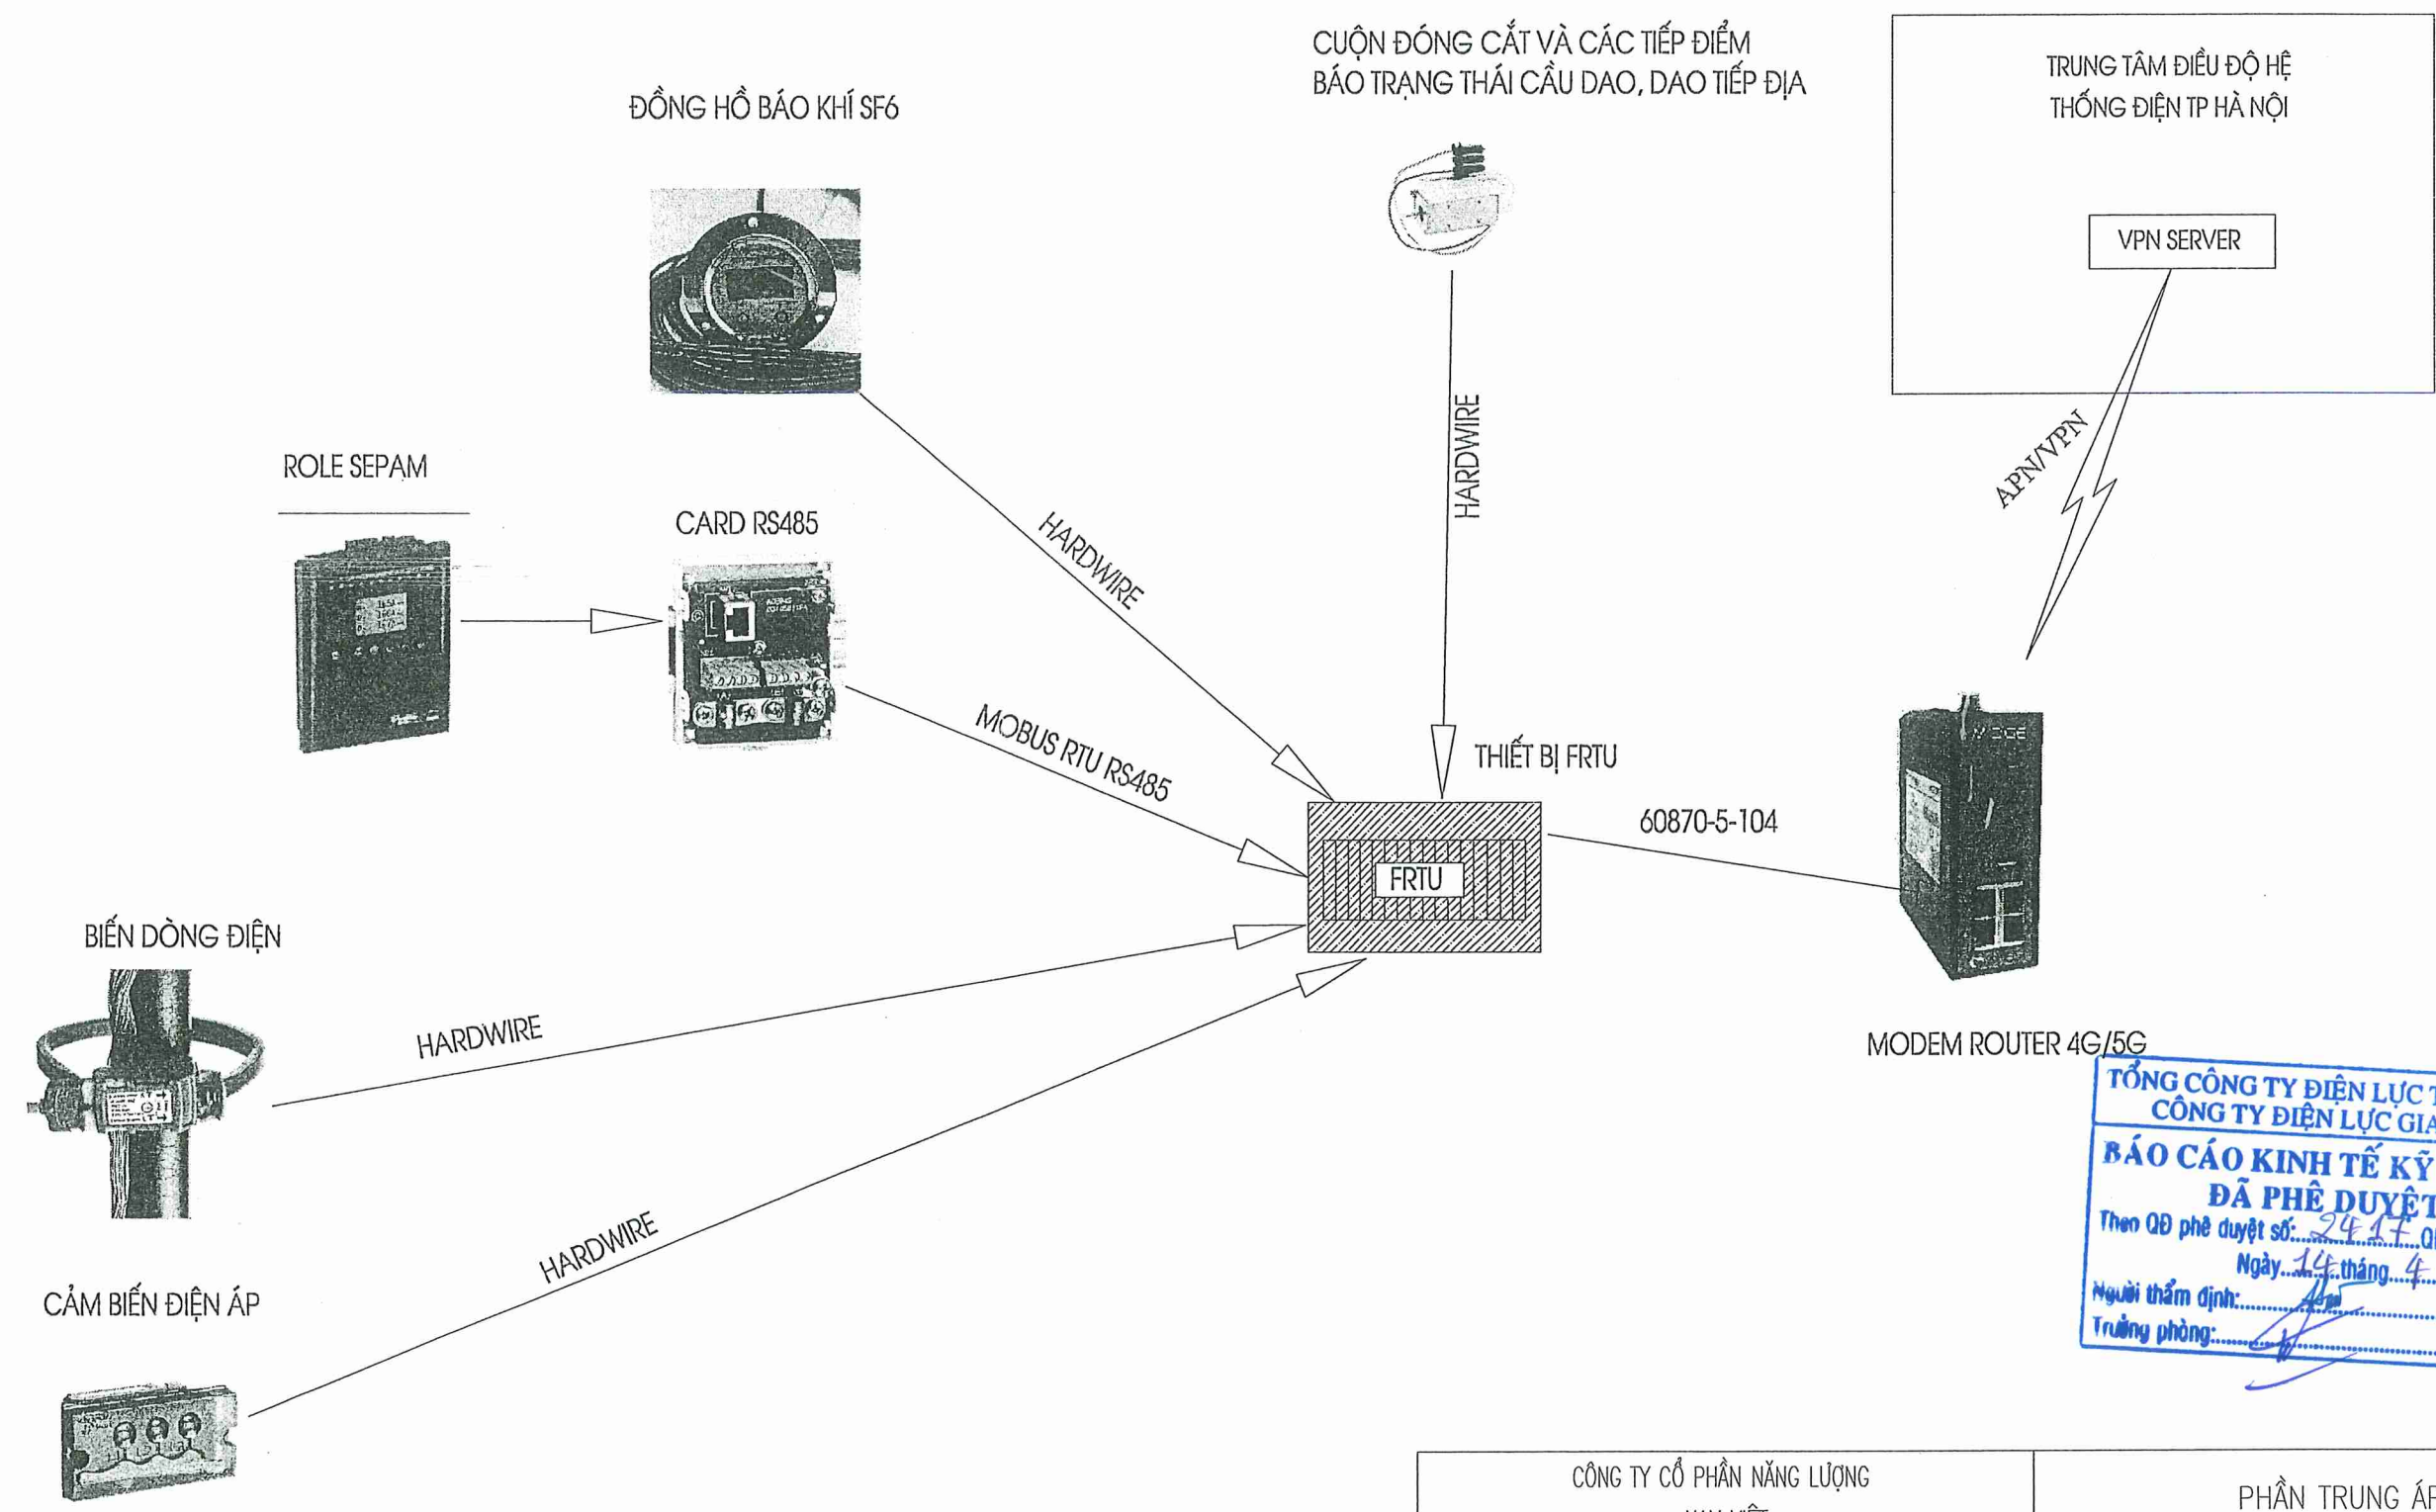 CUỘN ĐÓNG CẮT VÀ CÁC TIẾP ĐIỂM
BÁO TRẠNG THÁI CẦU DAO, DAO TIẾP ĐỊA
TRUNG TÂM ĐIỀU ĐỘ HỆ
THỐNG ĐIỆN TP HÀ NỘI
VPN SERVER
ĐỒNG HỒ BÁO KHÍ SF6
HARDWIRE
APN/VPN
ROLE SEPAM
CARD RS485
HARDWIRE
MOBUS RTU RS485
THIẾT BỊ FRTU
60870-5-104
FRTU
BIẾN DÒNG ĐIỆN
HARDWIRE
MODEM ROUTER 4G/5G
CẢM BIẾN ĐIỆN ÁP
HARDWIRE
TỔNG CÔNG TY ĐIỆN LỰC T
CÔNG TY ĐIỆN LỰC GIA
BÁO CÁO KINH TẾ KỸ
ĐÃ PHÊ DUYỆT
Theo QĐ phê duyệt số: 2417
Ngày 14 tháng 4
Người thẩm định:
Trưởng phòng:
CÔNG TY CỔ PHẦN NĂNG LƯỢNG
PHẦN TRUNG ÁP